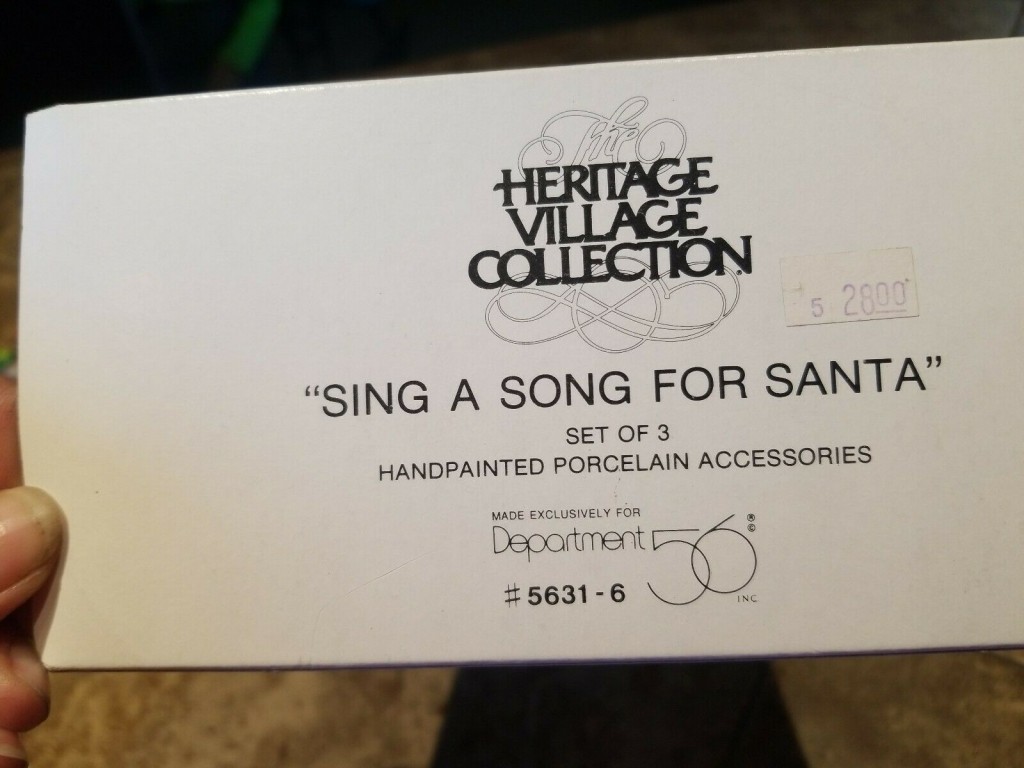 The
HERITAGE
VILLAGE
COLLECTION
5 2800
“SING A SONG FOR SANTA”
SET OF 3
HANDPAINTED PORCELAIN ACCESSORIES
MADE EXCLUSIVELY FOR
Department 56 ® ©
INC
# 5631-6